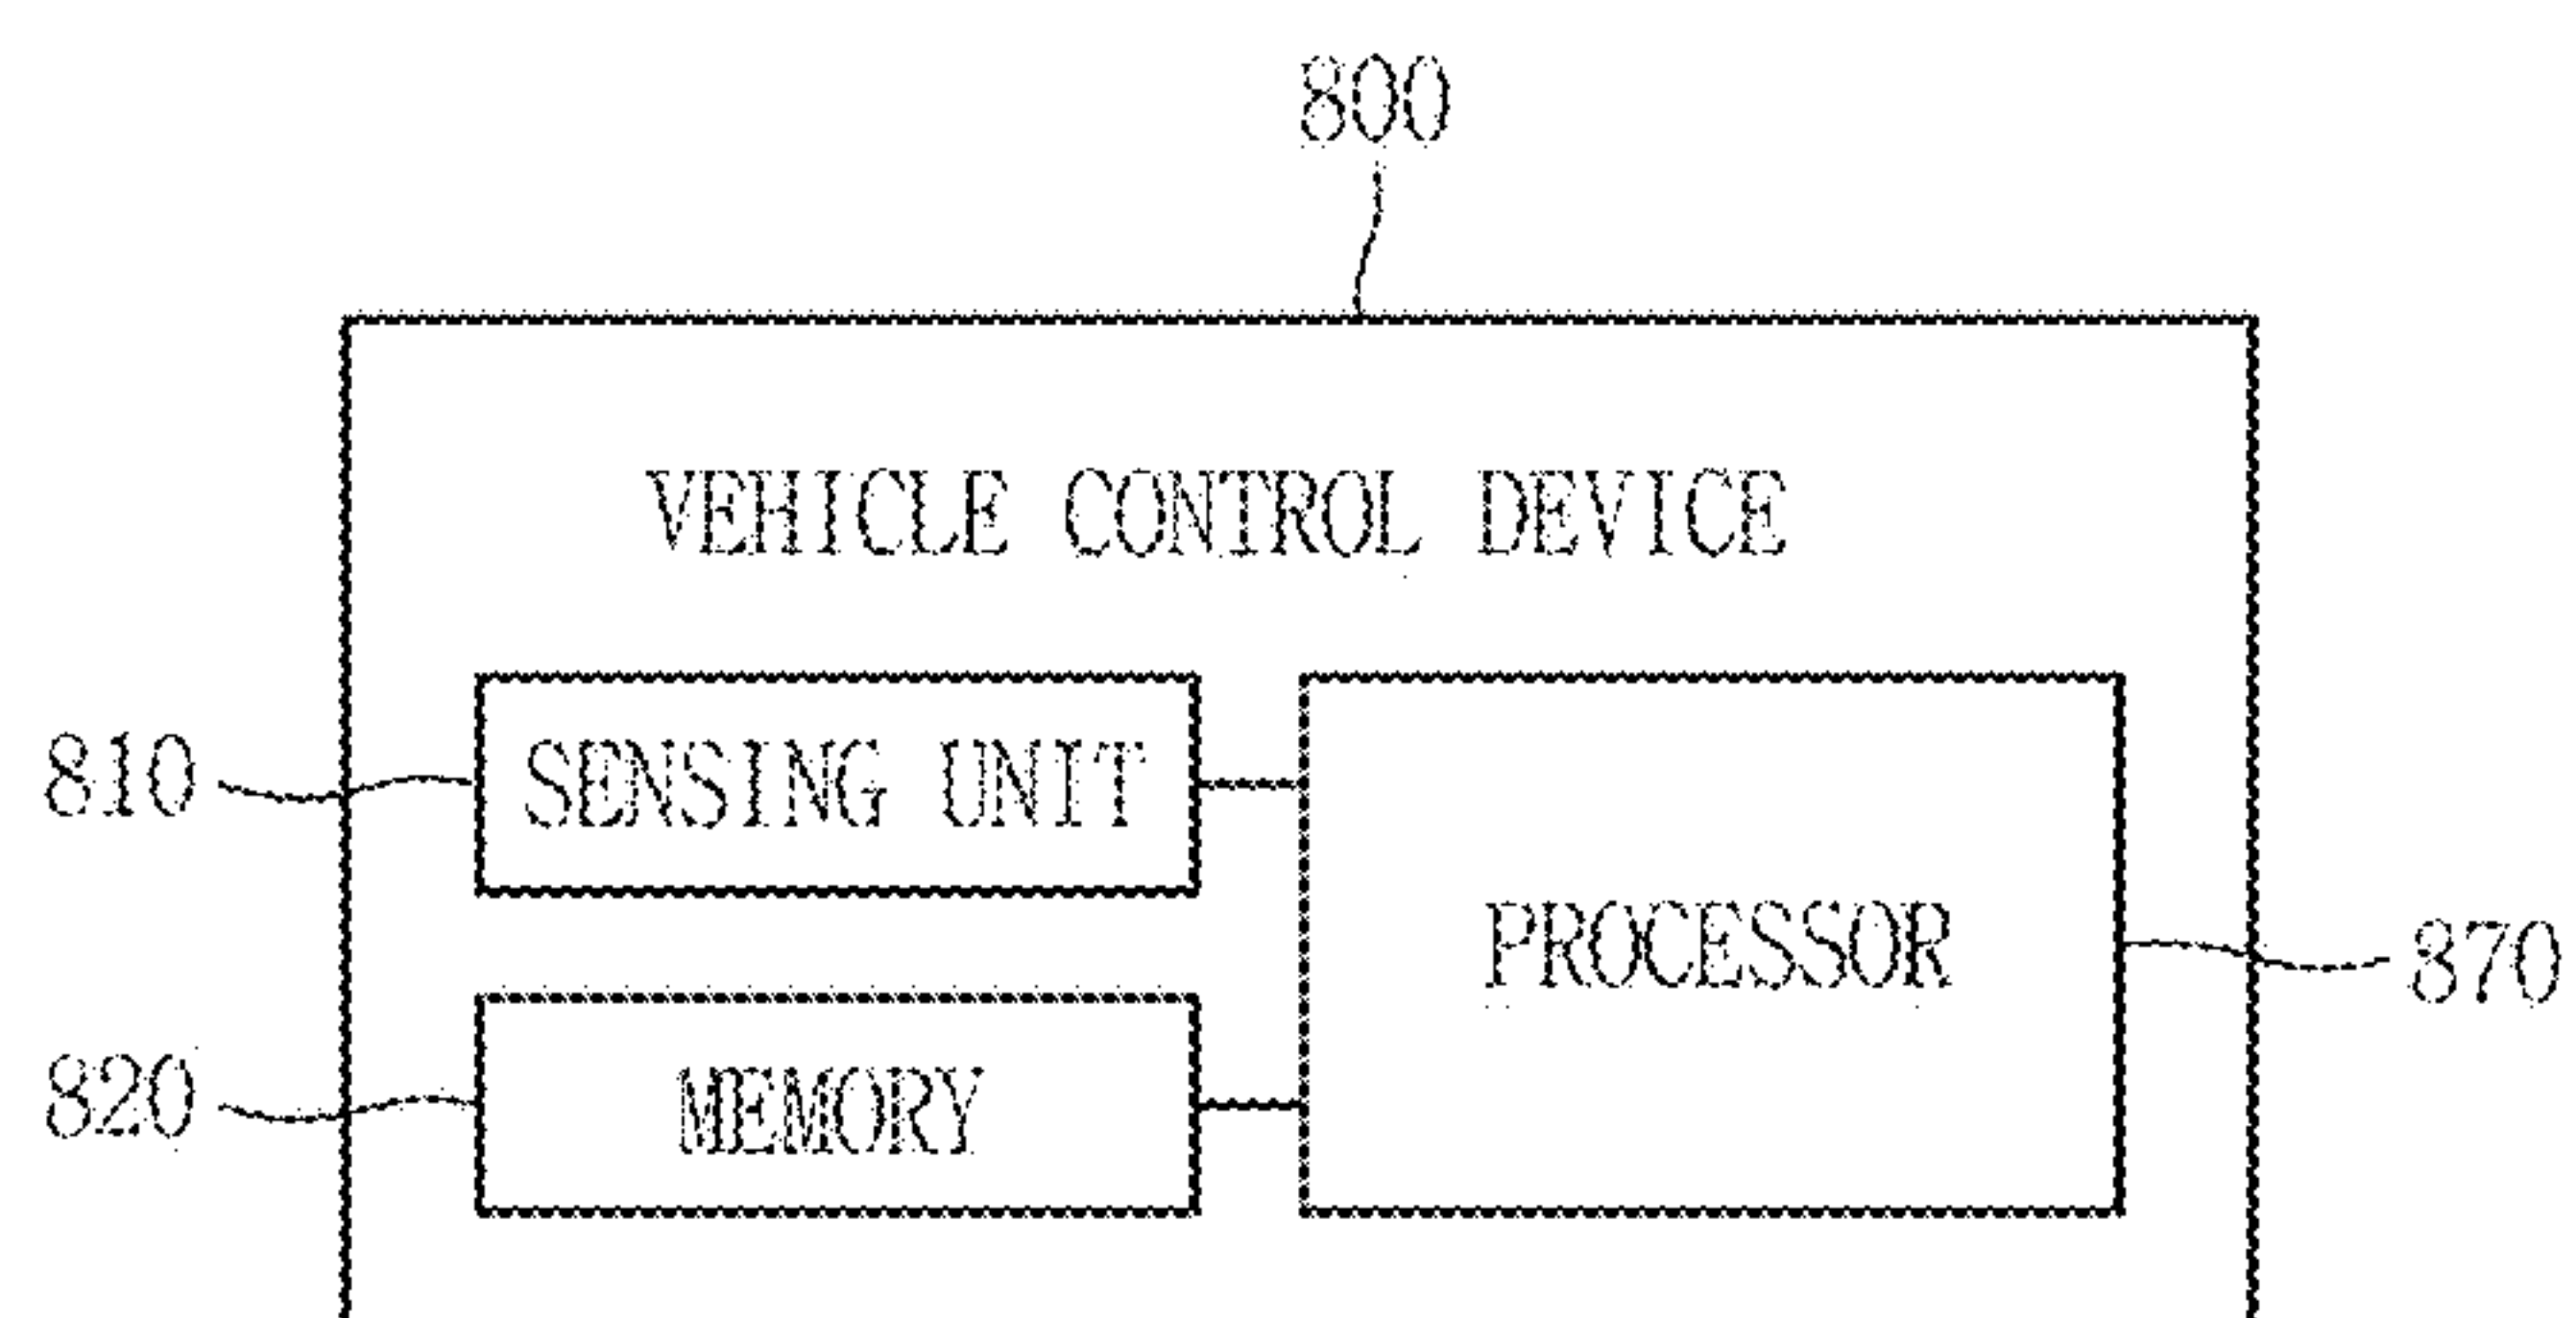 800
VEHICLE CONTROL DEVICE
810
SENSING UNIT
PROCESSOR
870
820
MEMORY